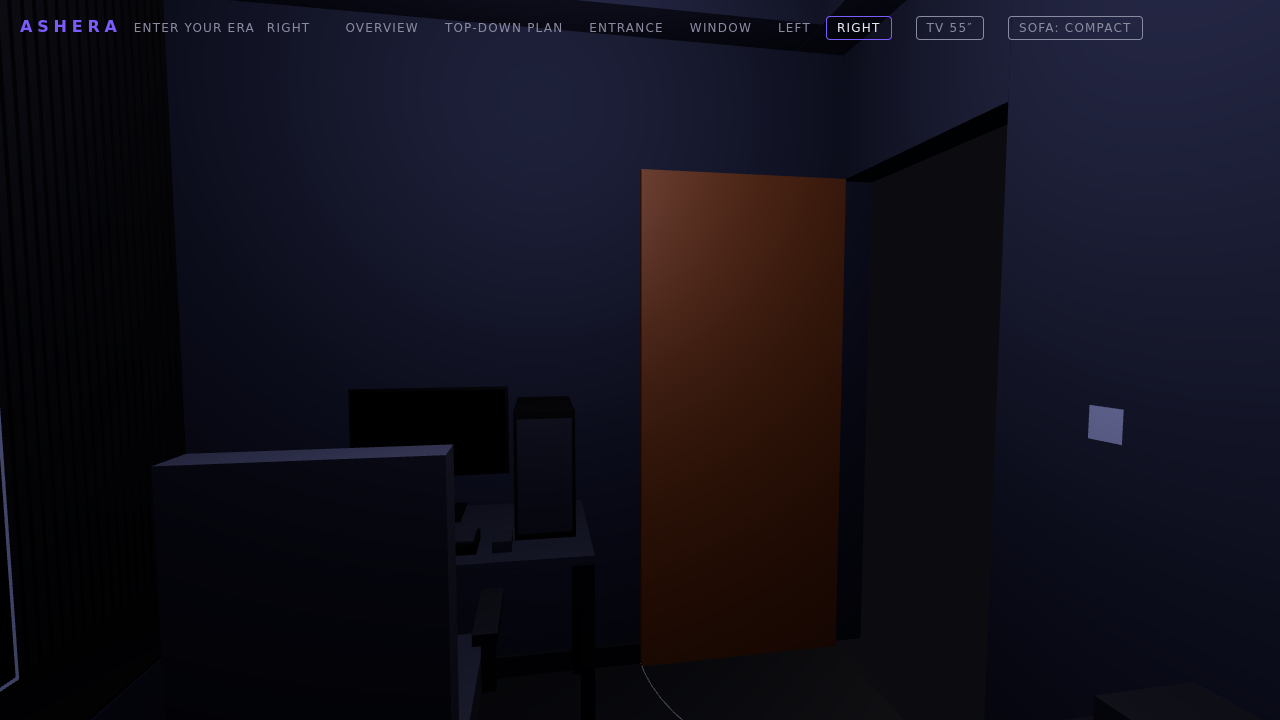 ASHERA ENTER YOUR ERA RIGHT OVERVIEW TOP-DOWN PLAN ENTRANCE WINDOW LEFT RIGHT TV 55″ SOFA: COMPACT